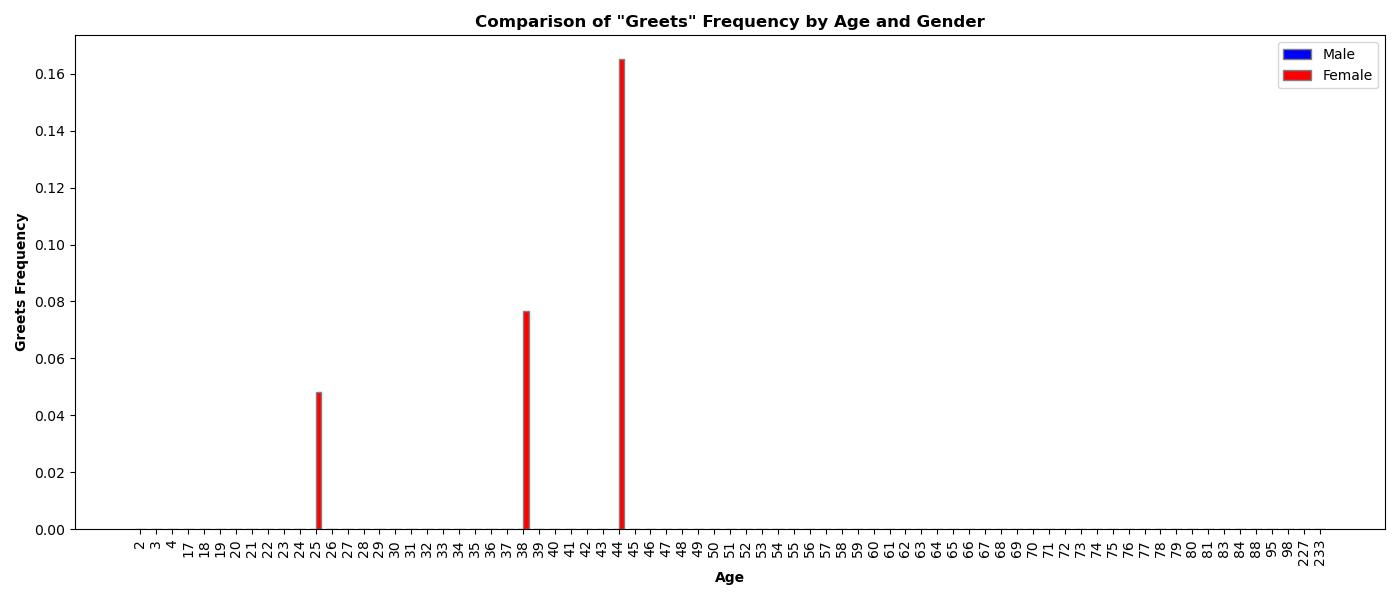 Comparison of "Greets" Frequency by Age and Gender
Male
Female
Greets Frequency
0.16
0.14
0.12
0.10
0.08
0.06
0.04
0.02
0.00
2 3 4 17 18 19 20 21 22 23 24 25 26 27 28 29 30 31 32 33 34 35 36 37 38 39 40 41 42 43 44 45 46 47 48 49 50 51 52 53 54 55 56 57 58 59 60 61 62 63 64 65 66 67 68 69 70 71 72 73 74 75 76 77 78 79 80 81 83 84 88 95 98 227 233
Age